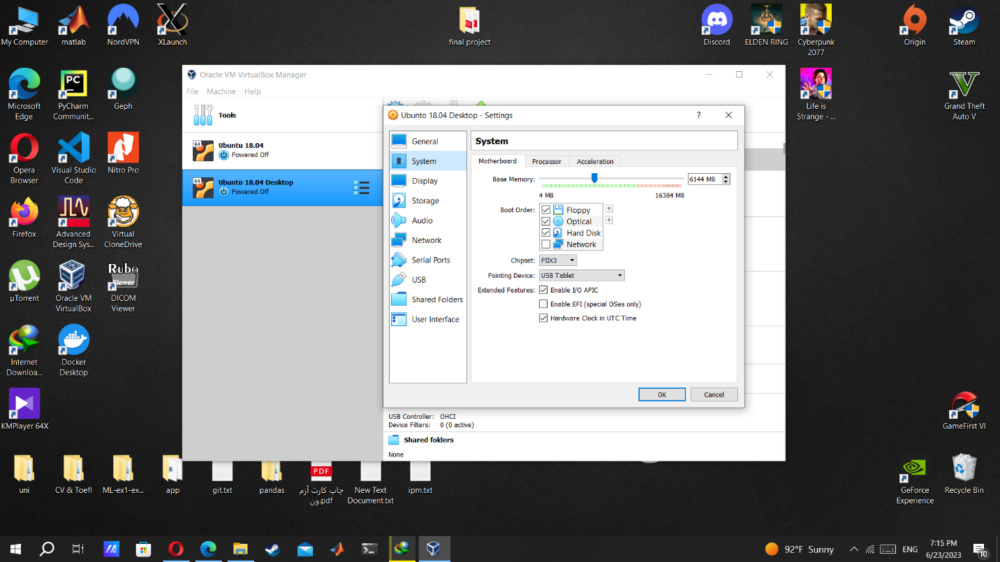 My Computer
matlab
NordVPN
XLaunch
final project
Discord
ELDEN RING
Cyberpunk
2077
Origin
Steam
Microsoft
Edge
PC
PyCharm
Communit...
Geph
Life is
Strange - ...
Grand Theft
Auto V
Opera
Browser
Visual Studio
Code
Nitro Pro
Firefox
Advanced
Design Sys...
Virtual
CloneDrive
µTorrent
Oracle VM
VirtualBox
Rubo
Viewer
DICOM
Viewer
Internet
Downloa...
Docker
Desktop
KMPlayer 64X
GameFirst VI
Oracle VM VirtualBox Manager
File Machine Help
Tools
64
Ubuntu 18.04
Powered Off
64
Ubunto 18.04 Desktop
Powered Off
Ubunto 18.04 Desktop - Settings
?
General
System
Display
Storage
Audio
Network
Serial Ports
USB
Shared Folders
User Interface
System
Motherboard Processor Acceleration
Base Memory: 6144 MB
4 MB 16384 MB
Boot Order: Floppy
Optical
Hard Disk
Network
Chipset: PIIX3
Pointing Device: USB Tablet
Extended Features: Enable I/O APIC
Enable EFI (special OSes only)
Hardware Clock in UTC Time
OK Cancel
USB Controller: OHCI
Device Filters: 0 (0 active)
Shared folders
None
uni
CV & Toefl
ML-ex1-ex...
app
git.txt
pandas
PDF
چاپ کارت آزم
ون.pdf
New Text
Document.txt
ipm.txt
GeForce
Experience
Recycle Bin
92°F Sunny
ENG
7:15 PM
6/23/2023
10